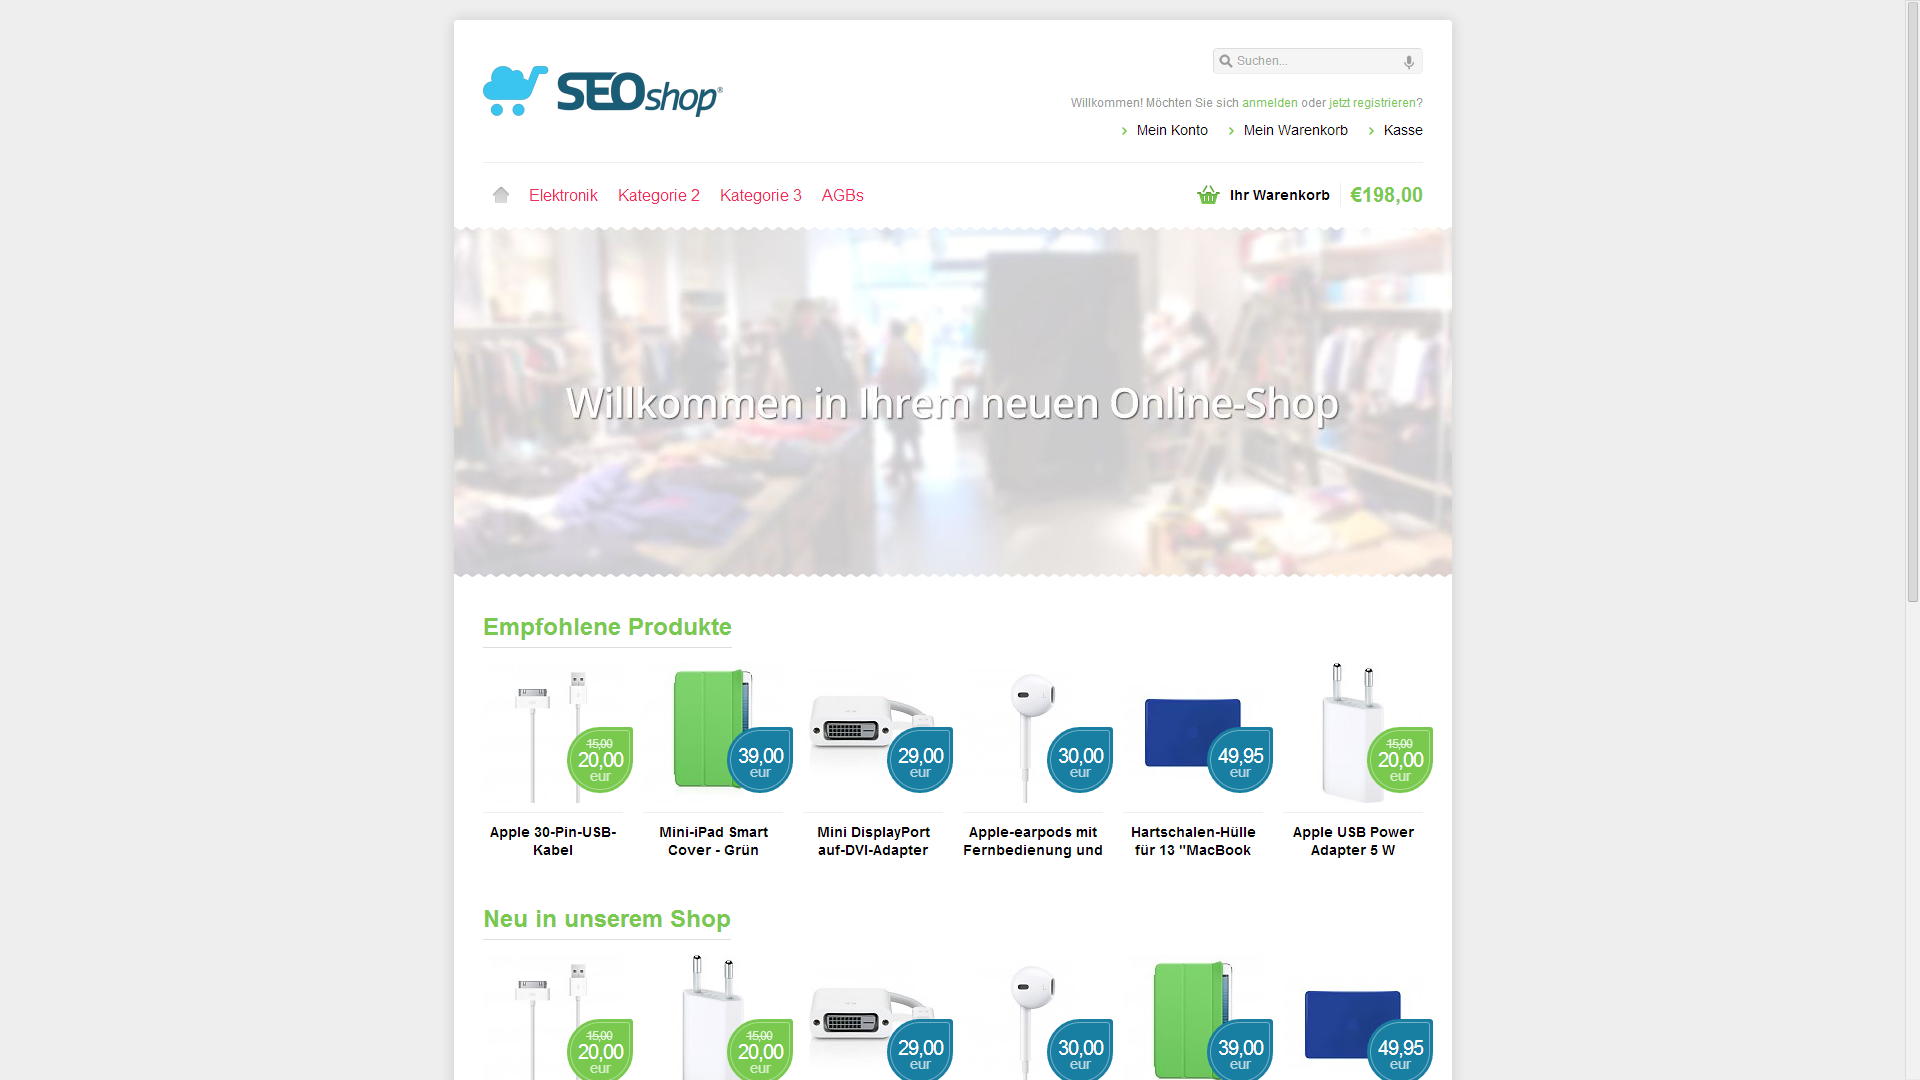 SEOshop®
Suchen...
Willkommen! Möchten Sie sich anmelden oder jetzt registrieren?
Mein Konto
Mein Warenkorb
Kasse
Elektronik
Kategorie 2
Kategorie 3
AGBs
Ihr Warenkorb
€198,00
Willkommen in Ihrem neuen Online-Shop
Empfohlene Produkte
15,00
20,00
eur
39,00
eur
29,00
eur
30,00
eur
49,95
eur
15,00
20,00
eur
Apple 30-Pin-USB-
Kabel
Mini-iPad Smart
Cover - Grün
Mini DisplayPort
auf-DVI-Adapter
Apple-earpods mit
Fernbedienung und
Hartschalen-Hülle
für 13 "MacBook
Apple USB Power
Adapter 5 W
Neu in unserem Shop
15,00
20,00
eur
15,00
20,00
eur
29,00
eur
30,00
eur
39,00
eur
49,95
eur